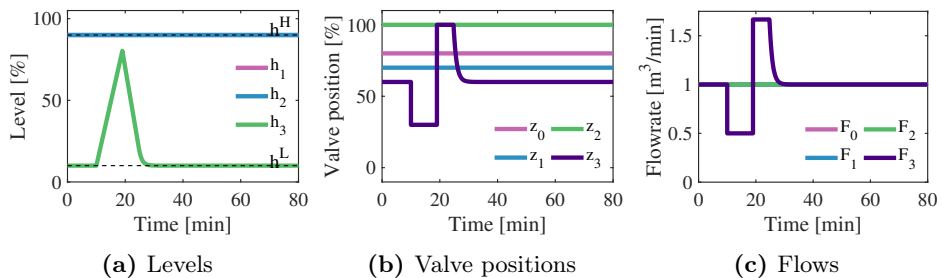 Level [%]
100
50
0
h^H
h_1
h_2
h_3
h^L
0 20 40 60 80
Time [min]
(a) Levels
Valve position [%]
100
50
0
z_0 z_2
z_1 z_3
0 20 40 60 80
Time [min]
(b) Valve positions
Flowrate [m^3/min]
1.5
1
0.5
0
F_0 F_2
F_1 F_3
0 20 40 60 80
Time [min]
(c) Flows